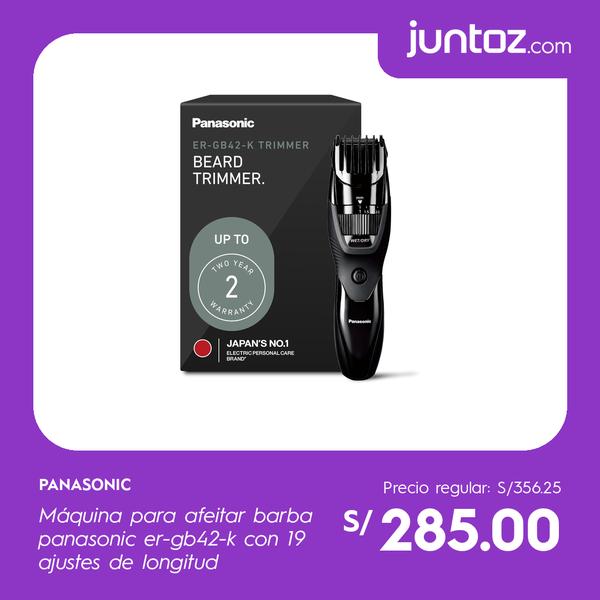 juntoz.com
Panasonic
ER-GB42-K TRIMMER
BEARD
TRIMMER.
UP TO
TWO YEAR
2
WARRANTY
JAPAN'S NO.1
ELECTRIC PERSONAL CARE
BRAND*
WET/DRY
Panasonic
PANASONIC
Máquina para afeitar barba
panasonic er-gb42-k con 19
ajustes de longitud
Precio regular: S/356.25
S/ 285.00